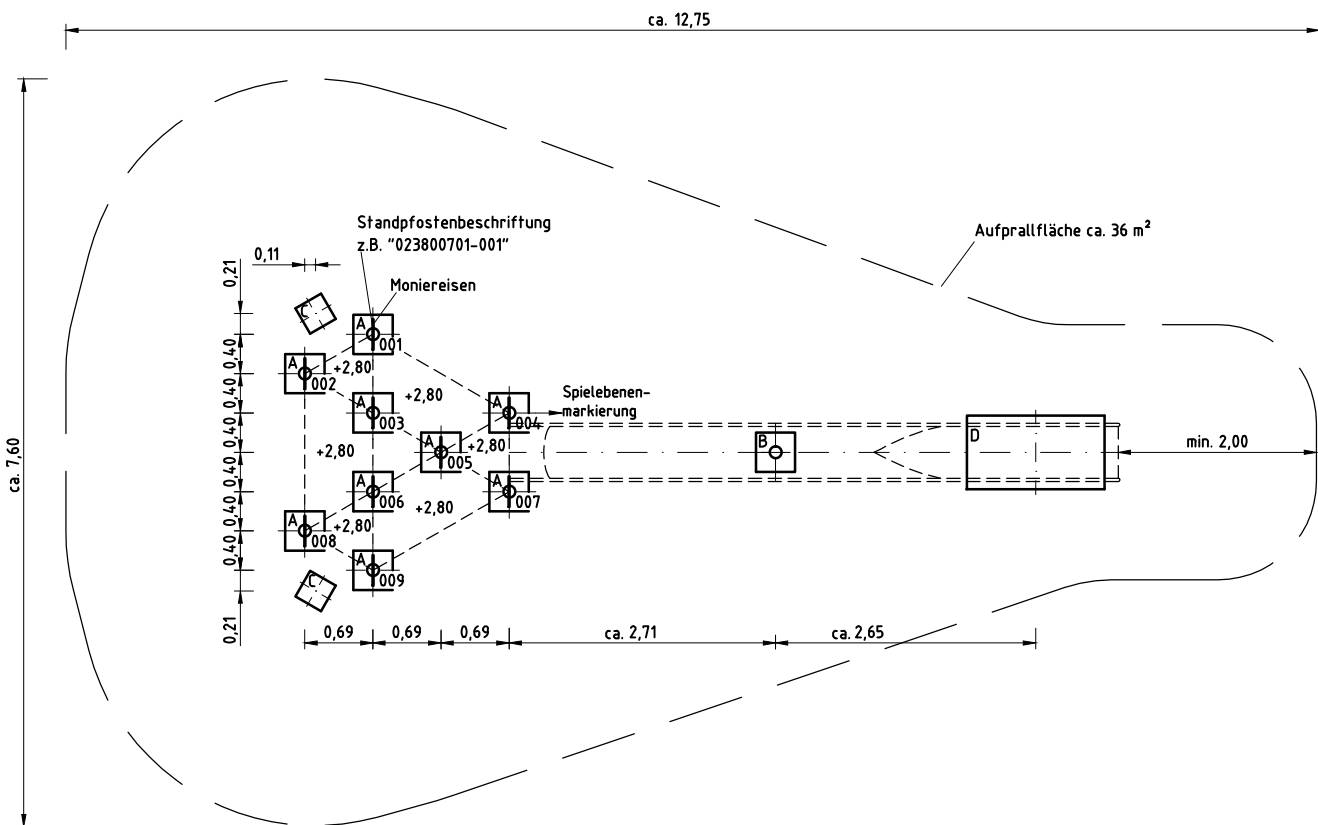 ca. 12,75
Standpfostenbeschriftung
z.B. "023800701-001"
Aufprallfläche ca. 36 m²
0,11
0,21
Moniereisen
C
A
001
0,40
A
+2,80
002
0,40
+2,80
Spielebenen-
markierung
A
003
A
004
0,40
A
+2,80
B
D
ca. 7,60
+2,80
005
min. 2,00
0,40
A
006
A
007
+2,80
0,40
A
+2,80
008
0,40
A
009
C
0,21
0,69
0,69
0,69
ca. 2,71
ca. 2,65